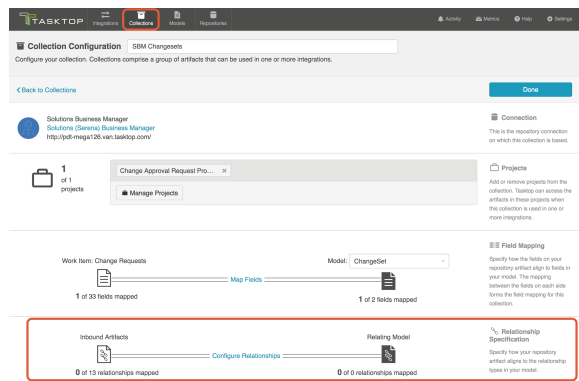 TASKTOP
Integrations
Collections
Models
Repositories
Activity
Metrics
Help
Settings
Collection Configuration
SBM Changesets
Configure your collection. Collections comprise a group of artifacts that can be used in one or more integrations.
Back to Collections
Done
Solutions Business Manager
Solutions (Serena) Business Manager
http://pdt-mega126.van.tasktop.com/
Connection
This is the repository connection
on which this collection is based.
1
of 1
projects
Change Approval Request Pro... ×
Manage Projects
Projects
Add or remove projects from the
collection. Tasktop can access the
artifacts in these projects when
this collection is used in one or
more integrations.
Work Item: Change Requests
Map Fields
Model: ChangeSet
1 of 33 fields mapped
1 of 2 fields mapped
Field Mapping
Specify how the fields on your
repository artifact align to fields in
your model. The mapping
between the fields on each side
forms the field mapping for this
collection.
Inbound Artifacts
Configure Relationships
Relating Model
0 of 13 relationships mapped
0 of 0 relationships mapped
Relationship
Specification
Specify how your repository
artifact aligns to the relationship
types in your model.